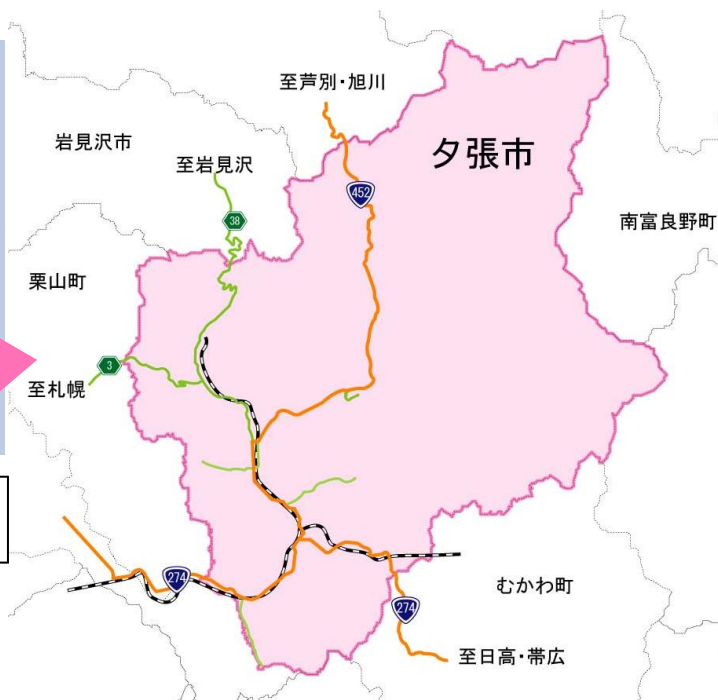 至芦別・旭川
岩見沢市
至岩見沢
夕張市
452
38
南富良野町
栗山町
3
至札幌
274
むかわ町
274
至日高・帯広